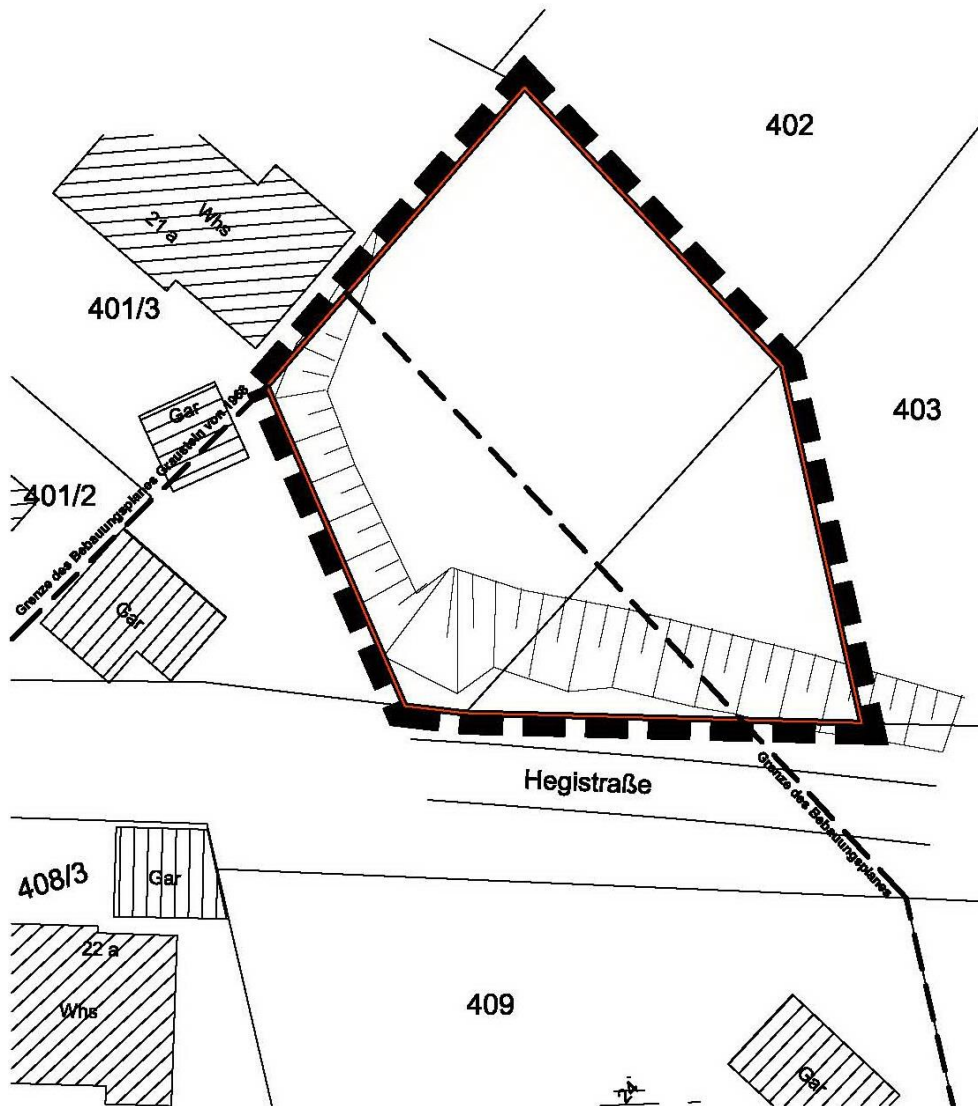 402
Whs
21 a
401/3
403
Gar
Grenze des Bebauungsplanes Graustein von 1968
401/2
Gar
Hegistraße
Grenze des Bebauungsplanes
408/3
Gar
22 a
Whs
409
24
Gar